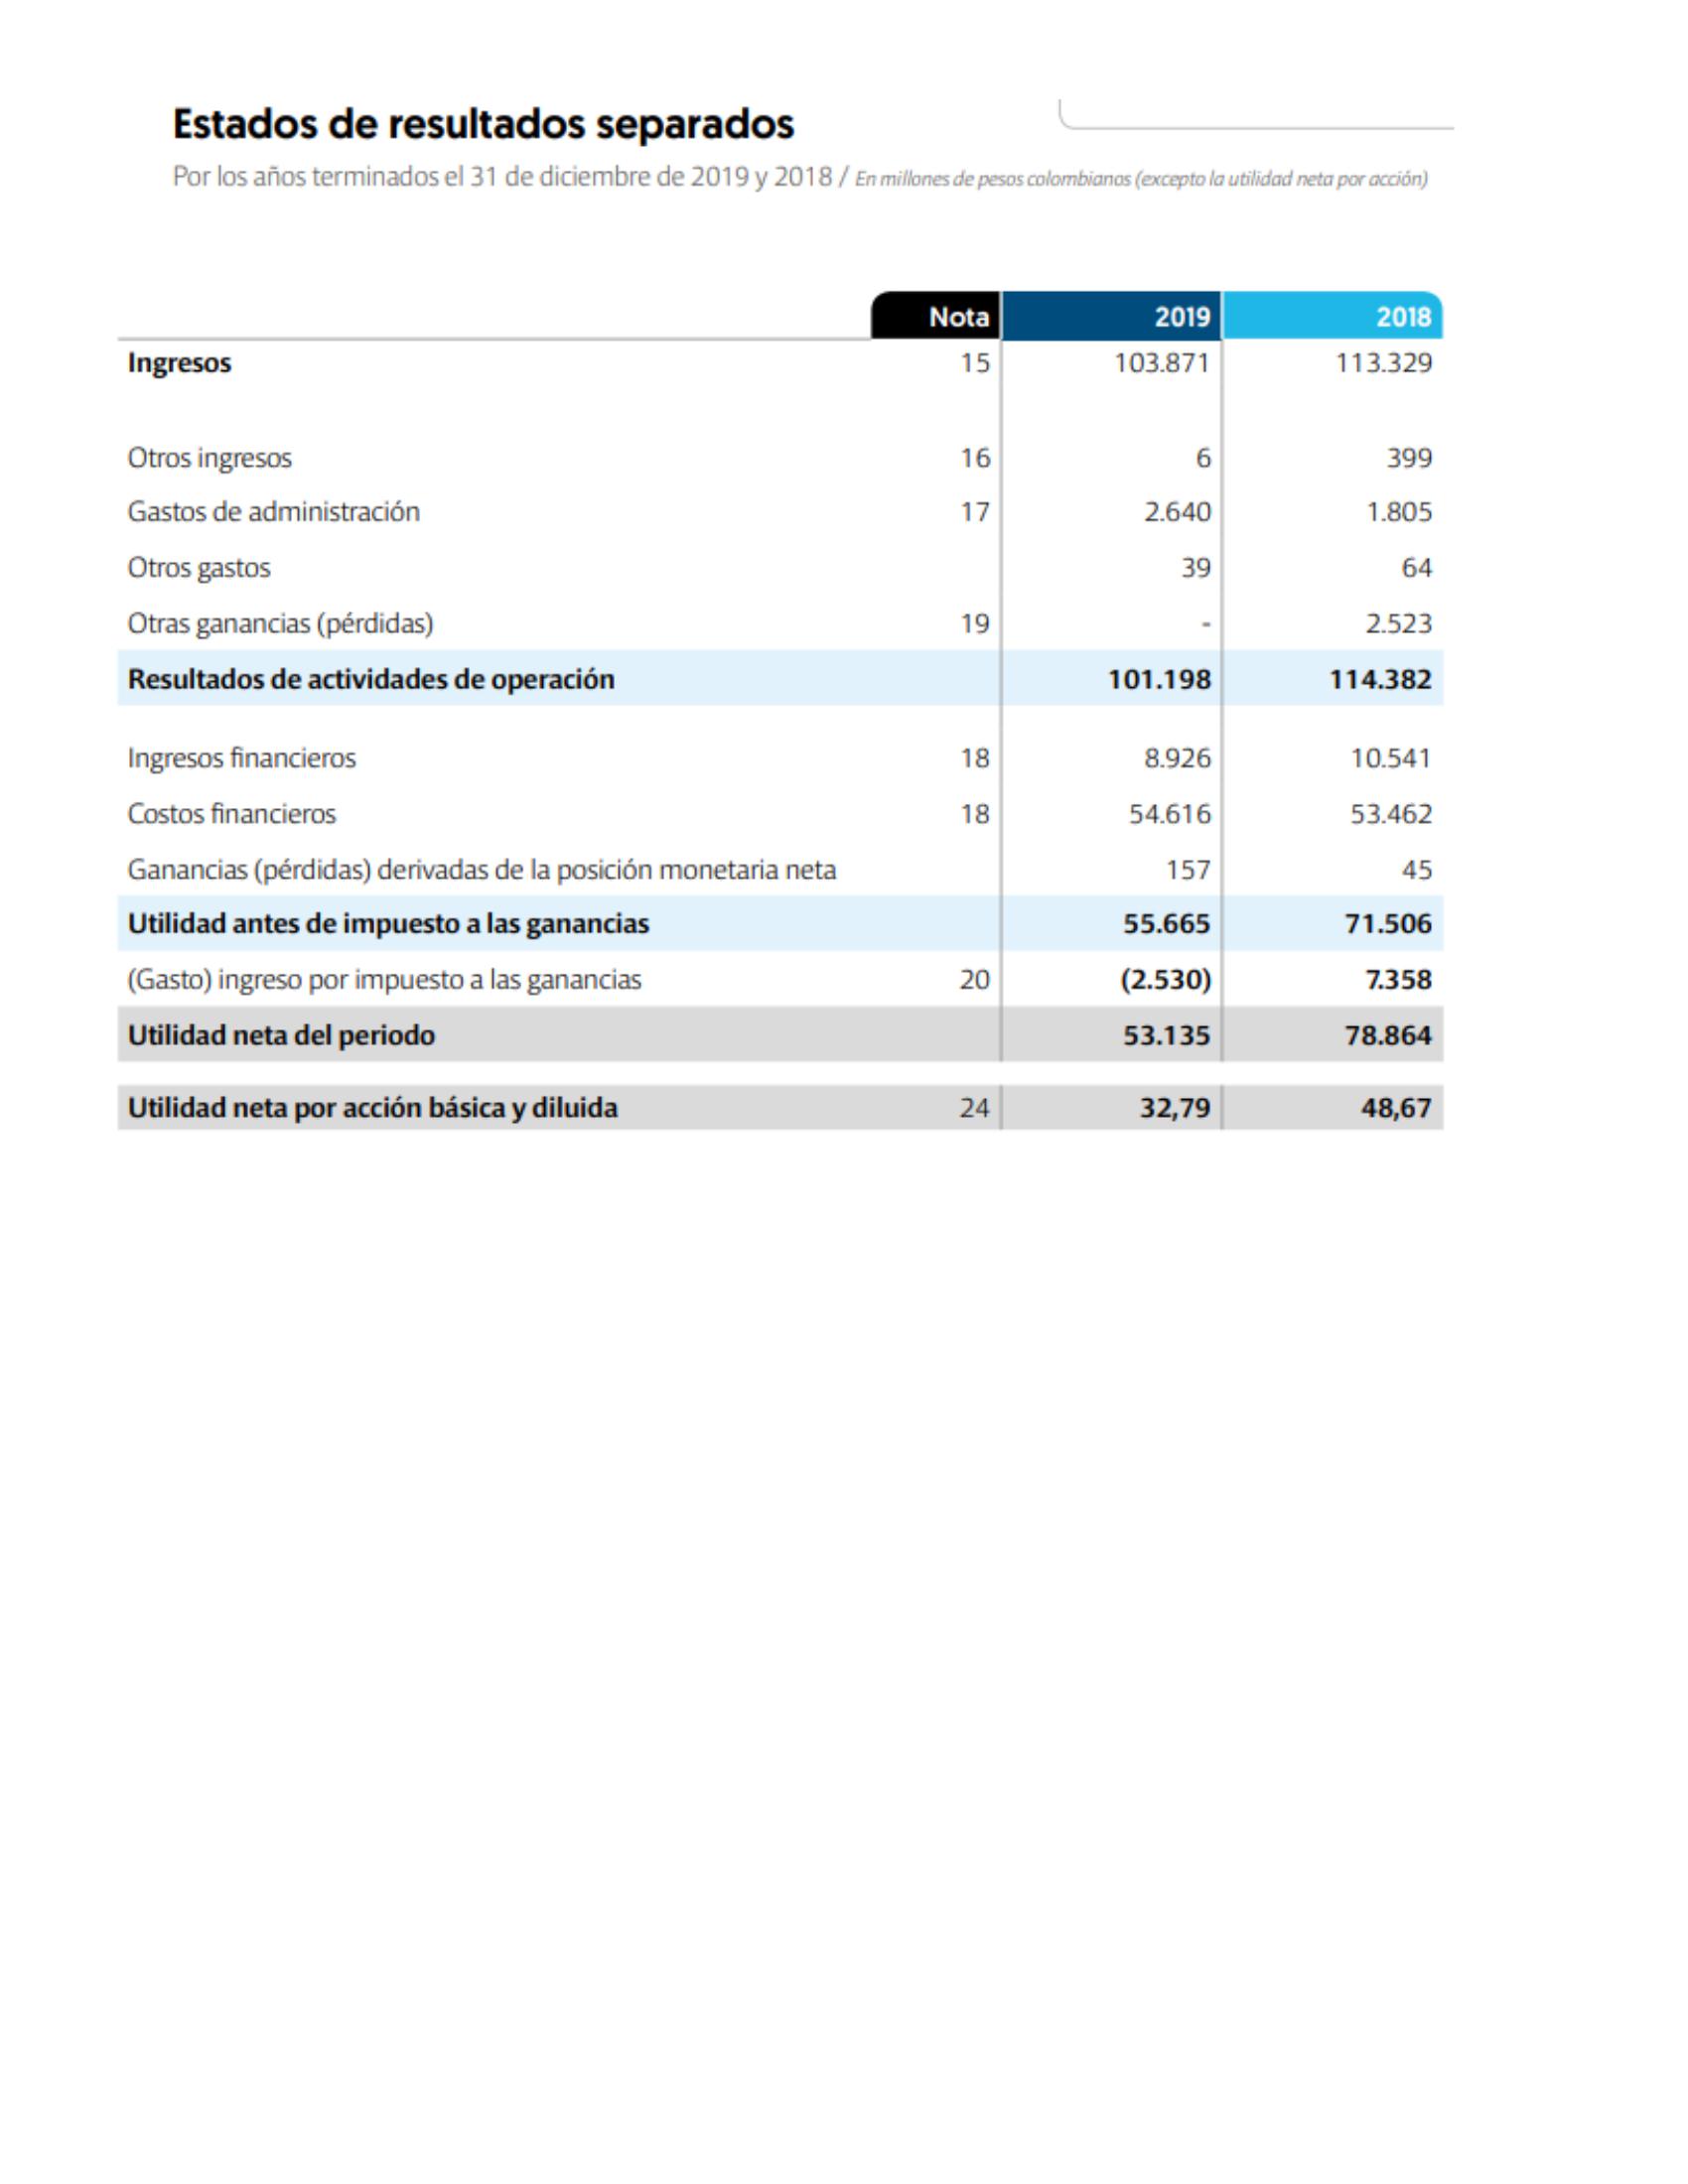 Estados de resultados separados
Por los años terminados el 31 de diciembre de 2019 y 2018 / En millones de pesos colombianos (excepto la utilidad neta por acción)
Nota 2019 2018
Ingresos 15 103.871 113.329
Otros ingresos 16 6 399
Gastos de administración 17 2.640 1.805
Otros gastos 39 64
Otras ganancias (pérdidas) 19 - 2.523
Resultados de actividades de operación 101.198 114.382
Ingresos financieros 18 8.926 10.541
Costos financieros 18 54.616 53.462
Ganancias (pérdidas) derivadas de la posición monetaria neta 157 45
Utilidad antes de impuesto a las ganancias 55.665 71.506
(Gasto) ingreso por impuesto a las ganancias 20 (2.530) 7.358
Utilidad neta del periodo 53.135 78.864
Utilidad neta por acción básica y diluida 24 32,79 48,67